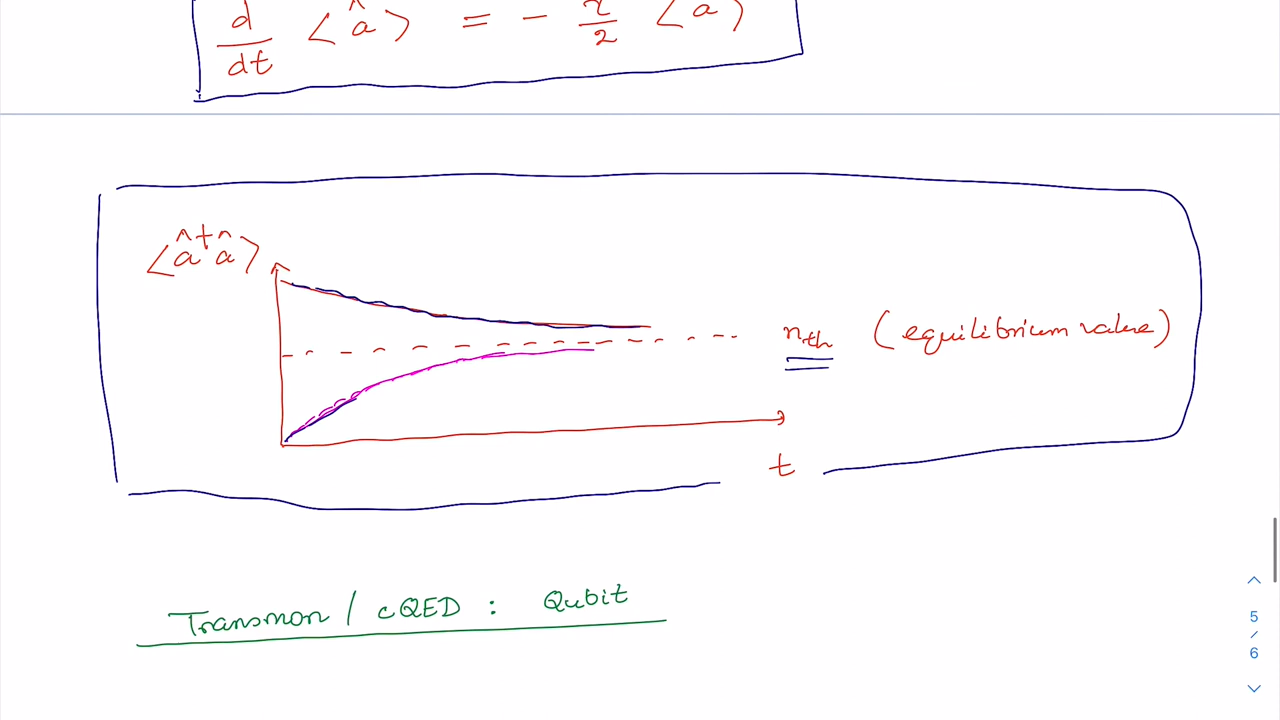 d/dt ⟨â⟩ = - r/2 ⟨a⟩
⟨â†â⟩
n_th (equilibrium value)
t
Transmon / cQED : Qubit
5
/
6